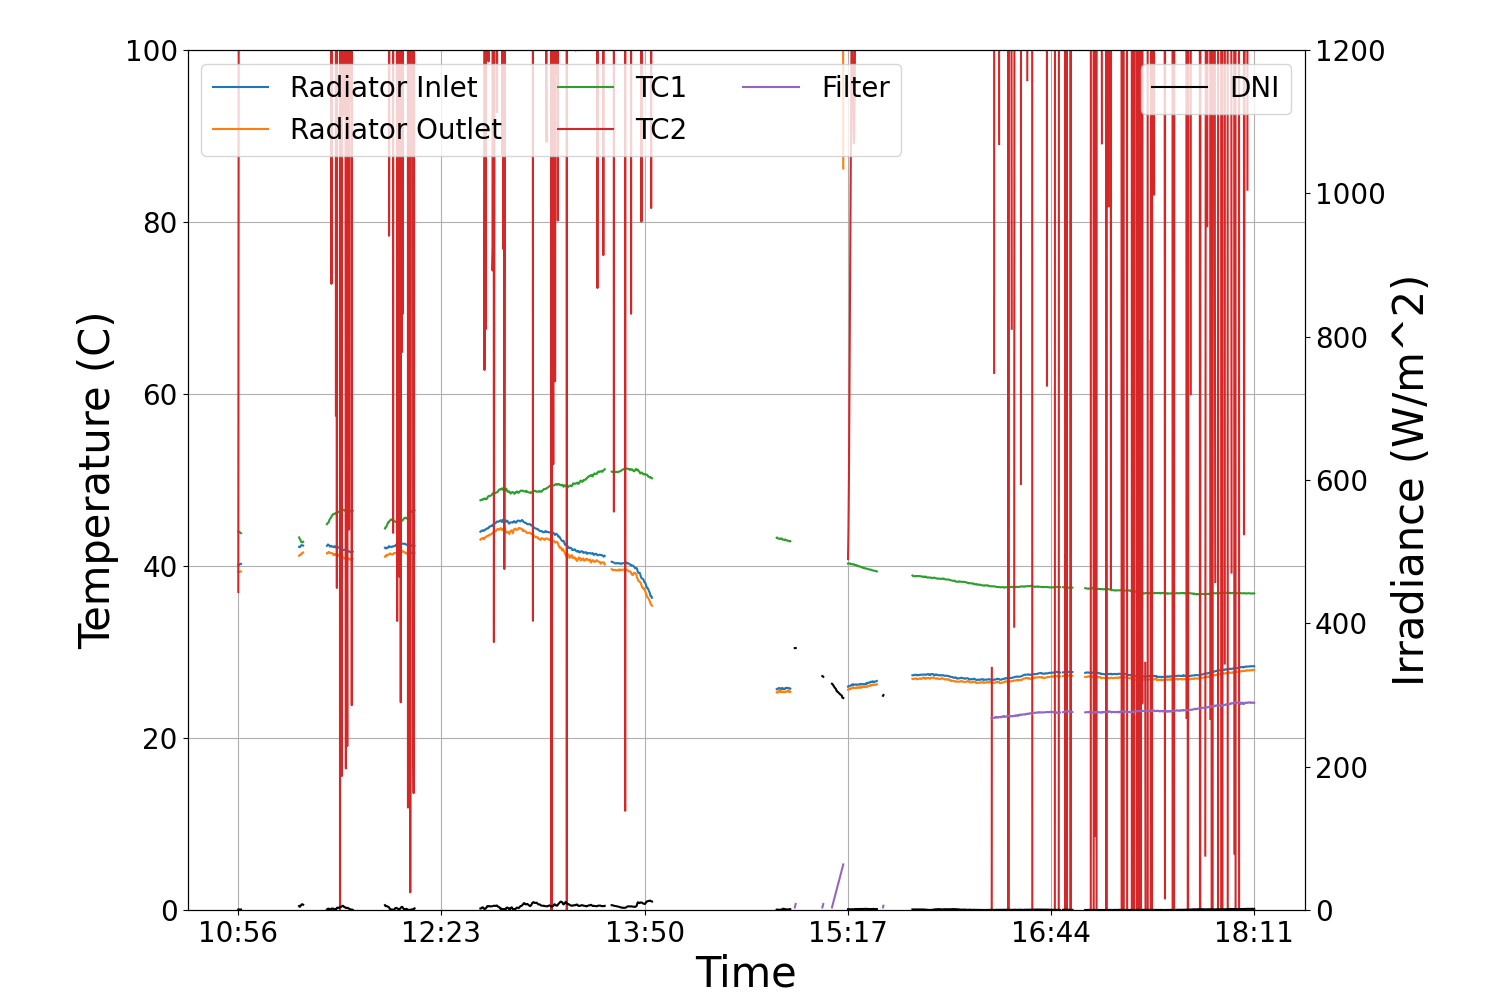 100
80
60
40
20
0
Temperature (C)
Radiator Inlet
Radiator Outlet
TC1
TC2
Filter
DNI
1200
1000
800
600
400
200
0
Irradiance (W/m^2)
10:56 12:23 13:50 15:17 16:44 18:11
Time